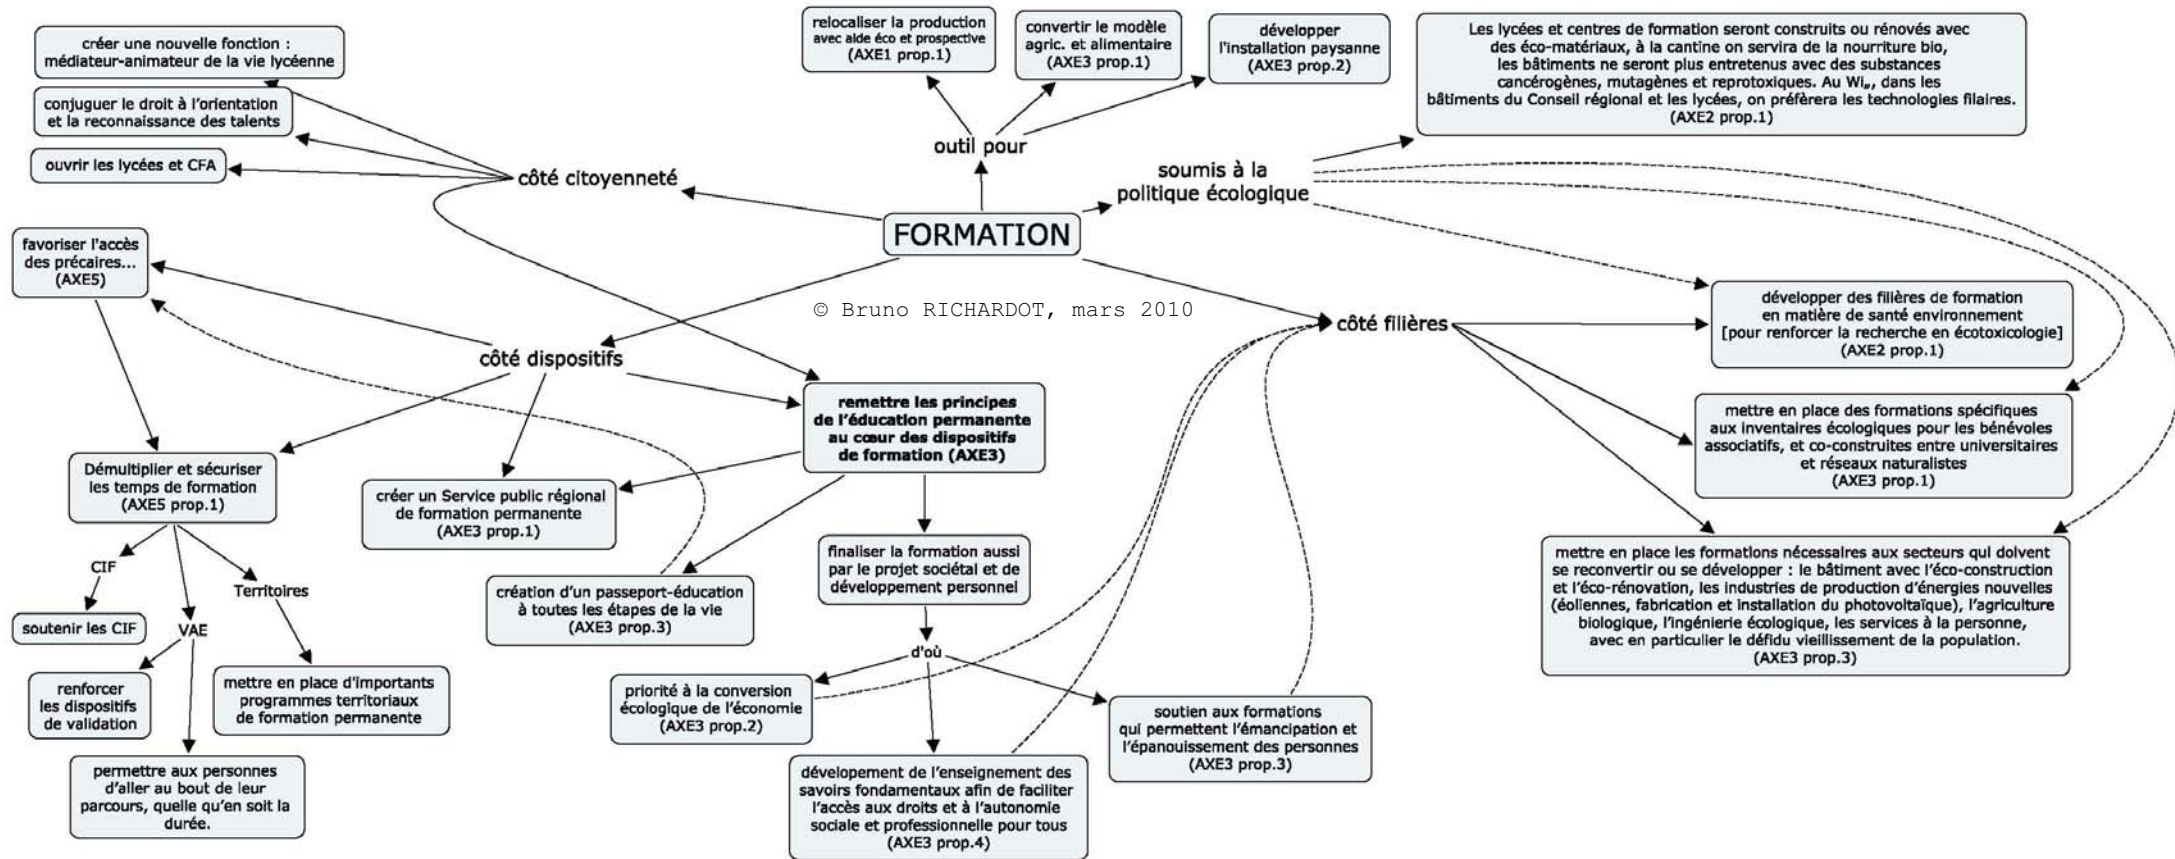 créer une nouvelle fonction :
médiateur-animateur de la vie lycéenne
conjuguer le droit à l'orientation
et la reconnaissance des talents
ouvrir les lycées et CFA
côté citoyenneté
relocaliser la production
avec aide éco et prospective
(AXE1 prop.1)
convertir le modèle
agric. et alimentaire
(AXE3 prop.1)
développer
l'installation paysanne
(AXE3 prop.2)
outil pour
soumis à la
politique écologique
Les lycées et centres de formation seront construits ou rénovés avec
des éco-matériaux, à la cantine on servira de la nourriture bio,
les bâtiments ne seront plus entretenus avec des substances
cancérogènes, mutagènes et reprotoxiques. Au Wi„, dans les
bâtiments du Conseil régional et les lycées, on préfèrera les technologies filaires.
(AXE2 prop.1)
FORMATION
© Bruno RICHARDOT, mars 2010
favoriser l'accès
des précaires...
(AXE5)
côté dispositifs
côté filières
remettre les principes
de l'éducation permanente
au cœur des dispositifs
de formation (AXE3)
Démultiplier et sécuriser
les temps de formation
(AXE5 prop.1)
CIF
soutenir les CIF
VAE
renforcer
les dispositifs
de validation
permettre aux personnes
d'aller au bout de leur
parcours, quelle qu'en soit la
durée.
Territoires
mettre en place d'importants
programmes territoriaux
de formation permanente
créer un Service public régional
de formation permanente
(AXE3 prop.1)
création d'un passeport-éducation
à toutes les étapes de la vie
(AXE3 prop.3)
finaliser la formation aussi
par le projet sociétal et de
développement personnel
d'où
priorité à la conversion
écologique de l'économie
(AXE3 prop.2)
dévelopement de l'enseignement des
savoirs fondamentaux afin de faciliter
l'accès aux droits et à l'autonomie
sociale et professionnelle pour tous
(AXE3 prop.4)
soutien aux formations
qui permettent l'émancipation et
l'épanouissement des personnes
(AXE3 prop.3)
développer des filières de formation
en matière de santé environnement
[pour renforcer la recherche en écotoxicologie]
(AXE2 prop.1)
mettre en place des formations spécifiques
aux inventaires écologiques pour les bénévoles
associatifs, et co-construites entre universitaires
et réseaux naturalistes
(AXE3 prop.1)
mettre en place les formations nécessaires aux secteurs qui doivent
se reconvertir ou se développer : le bâtiment avec l'éco-construction
et l'éco-rénovation, les industries de production d'énergies nouvelles
(éoliennes, fabrication et installation du photovoltaïque), l'agriculture
biologique, l'ingénierie écologique, les services à la personne,
avec en particulier le défidu vieillissement de la population.
(AXE3 prop.3)